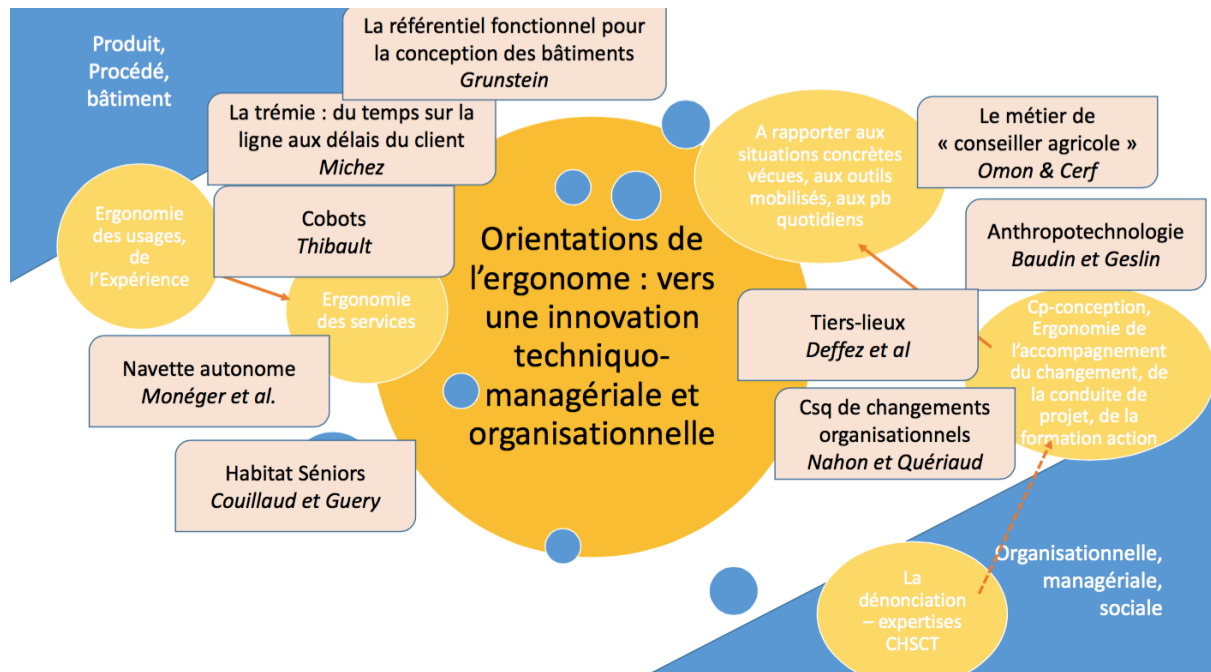 Produit,
Procédé,
bâtiment
La référentiel fonctionnel pour
la conception des bâtiments
Grunstein
La trémie : du temps sur la
ligne aux délais du client
Michez
Ergonomie
des usages,
de
l’Expérience
Cobots
Thibault
Ergonomie
des services
Navette autonome
Monéger et al.
Habitat Séniors
Couillaud et Guery
Orientations de
l’ergonome : vers
une innovation
techniquo-
managériale et
organisationnelle
A rapporter aux
situations concrètes
vécues, aux outils
mobilisés, aux pb
quotidiens
Le métier de
« conseiller agricole »
Omon & Cerf
Anthropotechnologie
Baudin et Geslin
Tiers-lieux
Deffez et al
Cp-conception,
Ergonomie de
l’accompagnement
du changement, de
la conduite de
projet, de la
formation action
Csq de changements
organisationnels
Nahon et Quériaud
Organisationnelle,
managériale,
sociale
La
dénonciation
– expertises
CHSCT